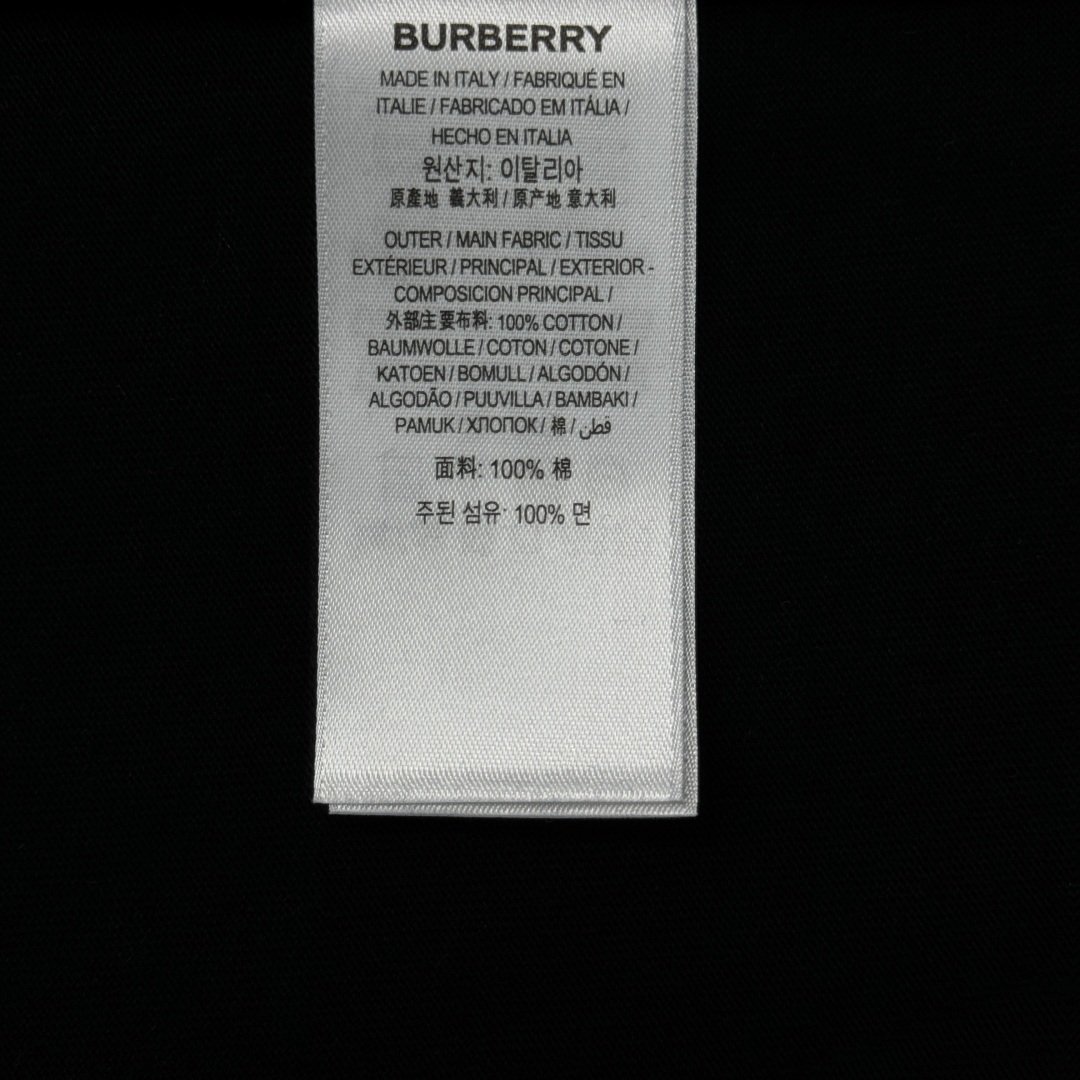 BURBERRY
MADE IN ITALY / FABRIQUÉ EN
ITALIE / FABRICADO EM ITÁLIA /
HECHO EN ITALIA
원산지: 이탈리아
原產地 義大利 / 原产地 意大利
OUTER / MAIN FABRIC / TISSU
EXTÉRIEUR / PRINCIPAL / EXTERIOR -
COMPOSICION PRINCIPAL /
外部/主要布料: 100% COTTON /
BAUMWOLLE / COTON / COTONE /
KATOEN / BOMULL / ALGODÓN /
ALGODÃO / PUUVILLA / BAMBAKI /
PAMUK / ХЛОПОК / 棉 / قطن
面料: 100% 棉
주된 섬유: 100% 면